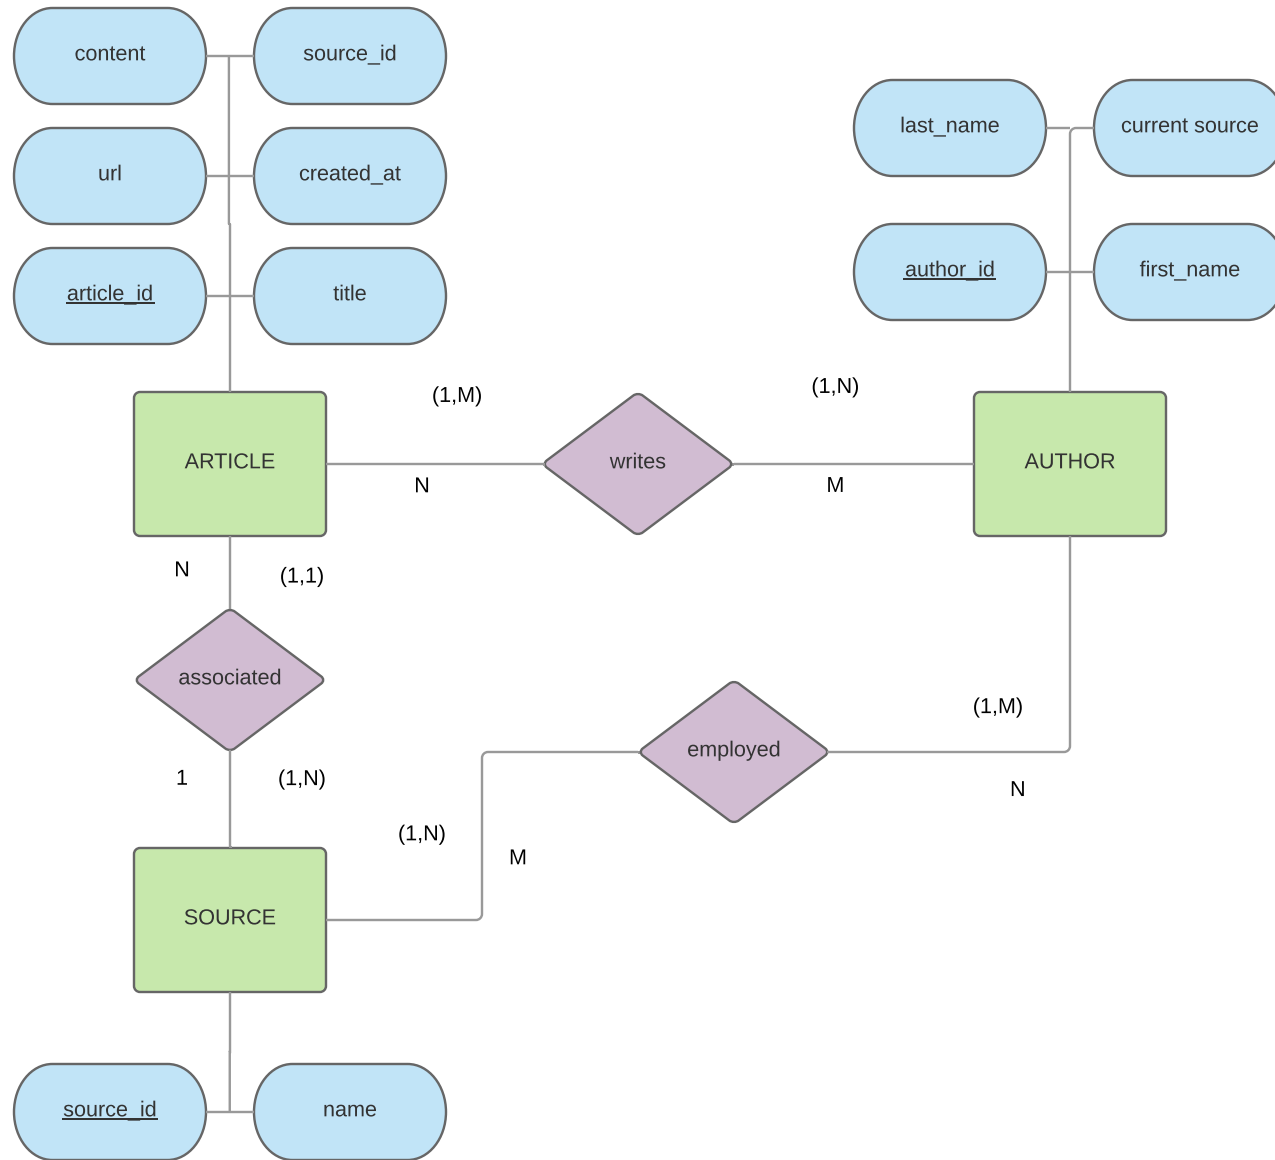 content
source_id
last_name
current source
url
created_at
author_id
first_name
article_id
title
(1,M)
(1,N)
ARTICLE
writes
AUTHOR
N
M
N
(1,1)
associated
(1,M)
employed
1
(1,N)
N
(1,N)
M
SOURCE
source_id
name